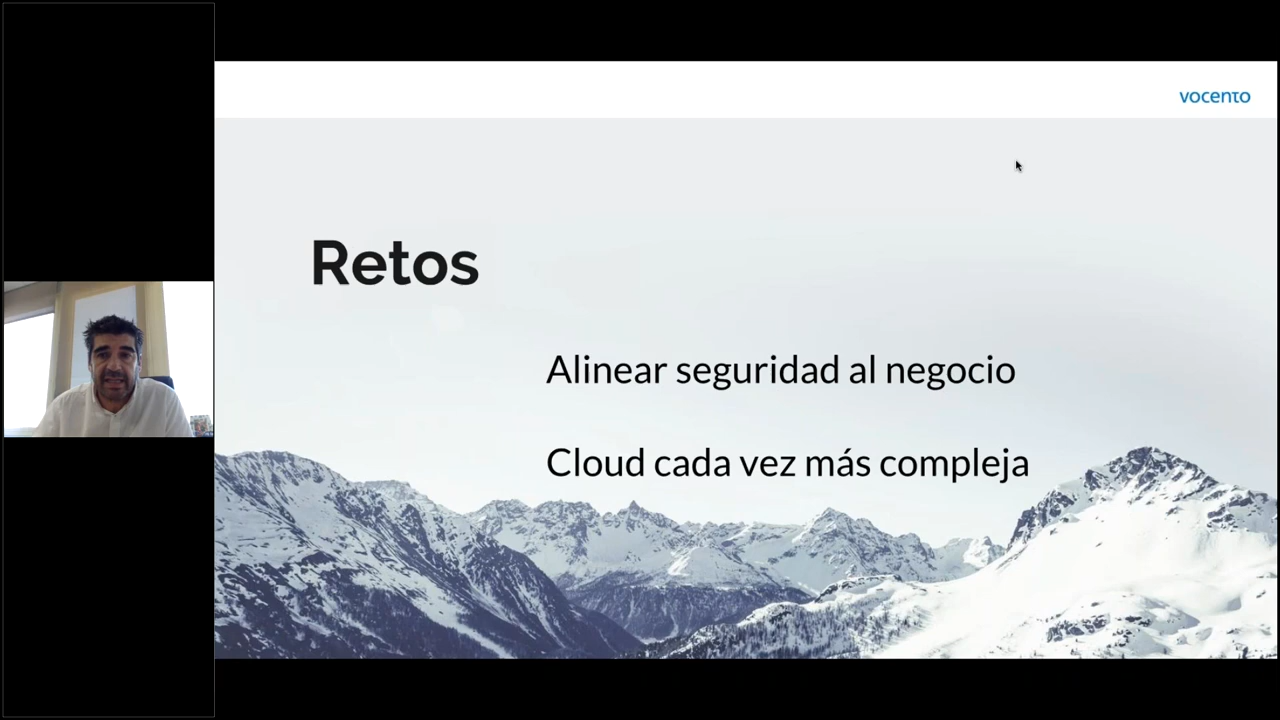 vocento
Retos
Alinear seguridad al negocio
Cloud cada vez más compleja